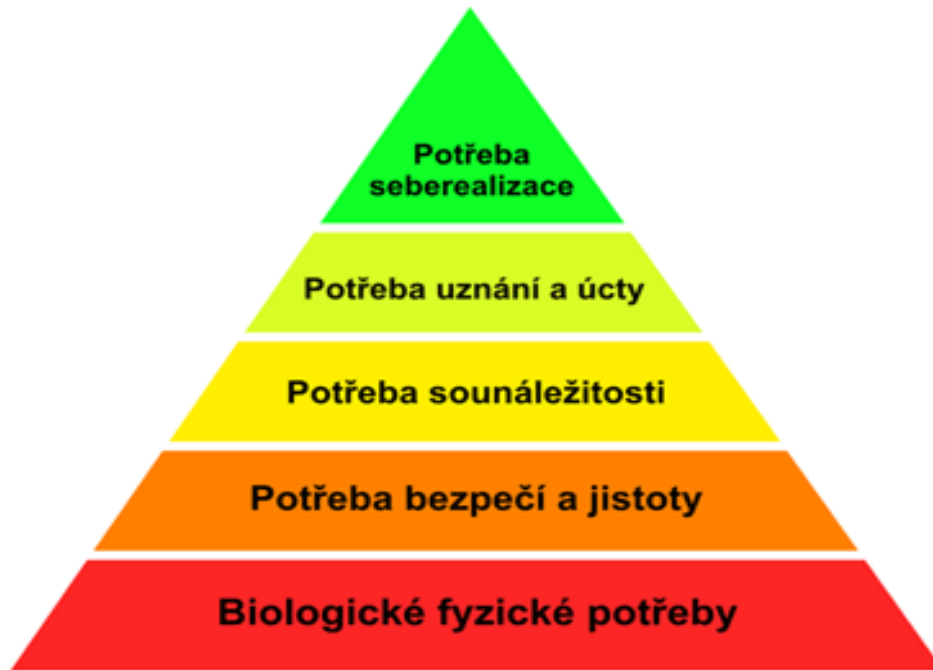 Potřeba
seberealizace
Potřeba uznání a úcty
Potřeba sounáležitosti
Potřeba bezpečí a jistoty
Biologické fyzické potřeby